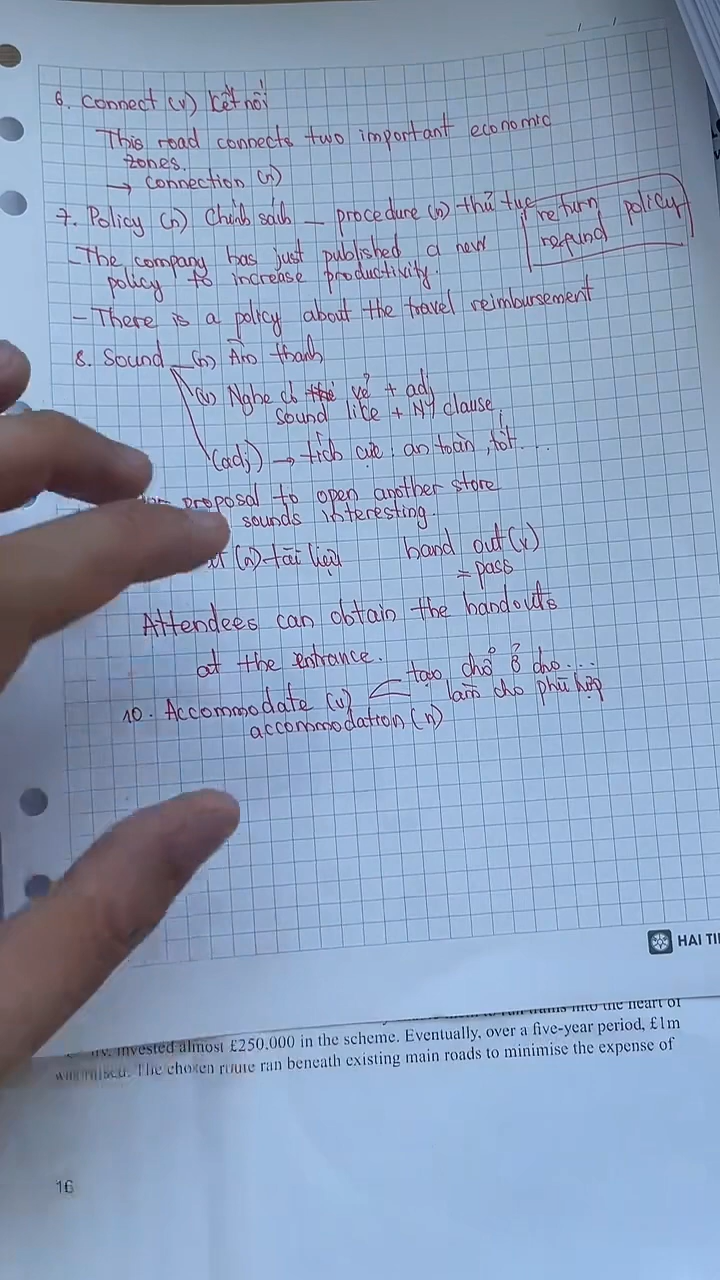 6. Connect (v) kết nối
This road connects two important economic
zones.
→ Connection (n)
7. Policy (n) Chính sách _ procedure (n) thủ tục
return policy
refund
- The company has just published a new
policy to increase productivity.
- There is a policy about the travel reimbursement
8. Sound (n) Âm thanh
(v) Nghe có vẻ + adj
sound like + N / clause
(adj) → tích cực, an toàn, tốt...
proposal to open another store
sounds interesting.
(n) tài liệu hand out (v)
= pass
Attendees can obtain the handouts
at the entrance.
tạo chỗ ở cho...
10. Accommodate (v) làm cho phù hợp
accommodation (n)
HAI TI
into the heart of
invested almost £250,000 in the scheme. Eventually, over a five-year period, £1m
The chosen route ran beneath existing main roads to minimise the expense of
16